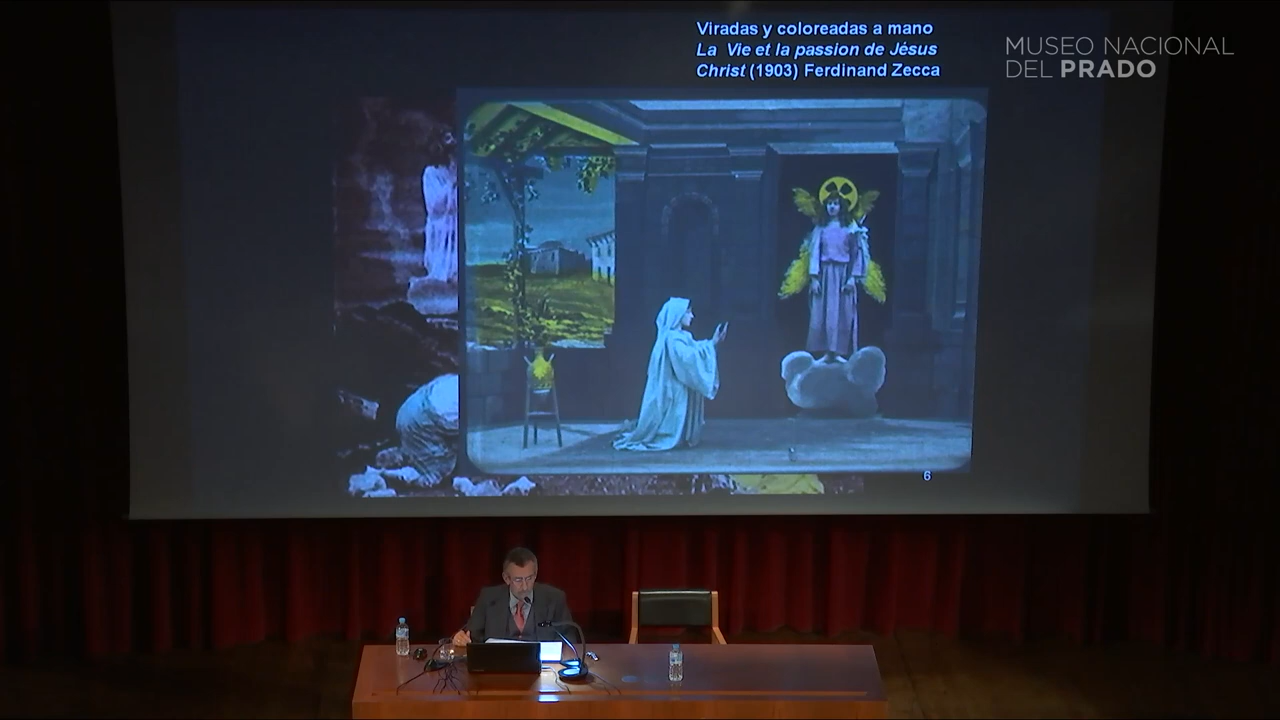 Viradas y coloreadas a mano
La Vie et la passion de Jésus
Christ (1903) Ferdinand Zecca
MUSEO NACIONAL
DEL PRADO
6